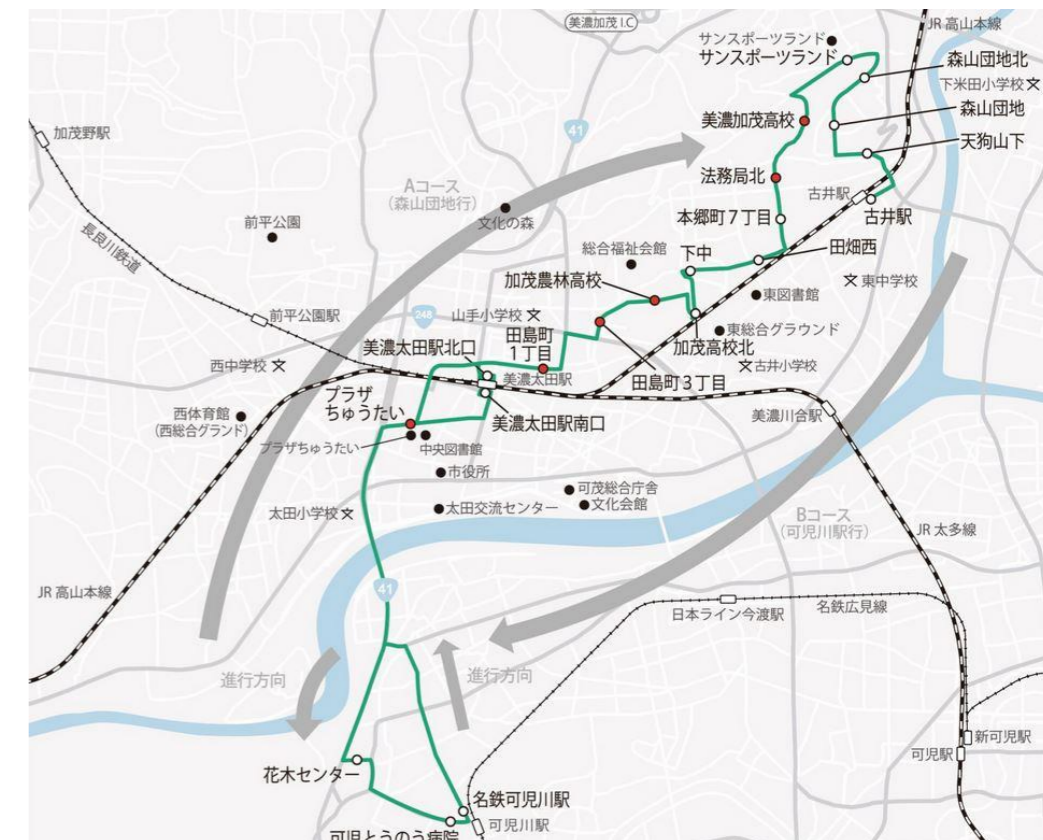 美濃加茂 I.C
JR 高山本線
サンスポーツランド
サンスポーツランド
森山団地北
下米田小学校
41
美濃加茂高校
森山団地
加茂野駅
天狗山下
Aコース
(森山団地行)
法務局北
古井駅
古井駅
文化の森
前平公園
本郷町７丁目
長良川鉄道
総合福祉会館
下中
田畑西
加茂農林高校
東中学校
東図書館
248
山手小学校
前平公園駅
田島町
１丁目
東総合グラウンド
加茂高校北
美濃太田駅北口
西中学校
古井小学校
美濃太田駅
田島町３丁目
プラザ
ちゅうたい
美濃太田駅南口
美濃川合駅
西体育館
(西総合グランド)
プラザちゅうたい
中央図書館
市役所
可茂総合庁舎
太田小学校
太田交流センター
文化会館
Bコース
(可児川駅行)
JR 太多線
JR 高山本線
41
日本ライン今渡駅
名鉄広見線
進行方向
進行方向
新可児駅
可児駅
花木センター
名鉄可児川駅
可児川駅
可児とうのう病院